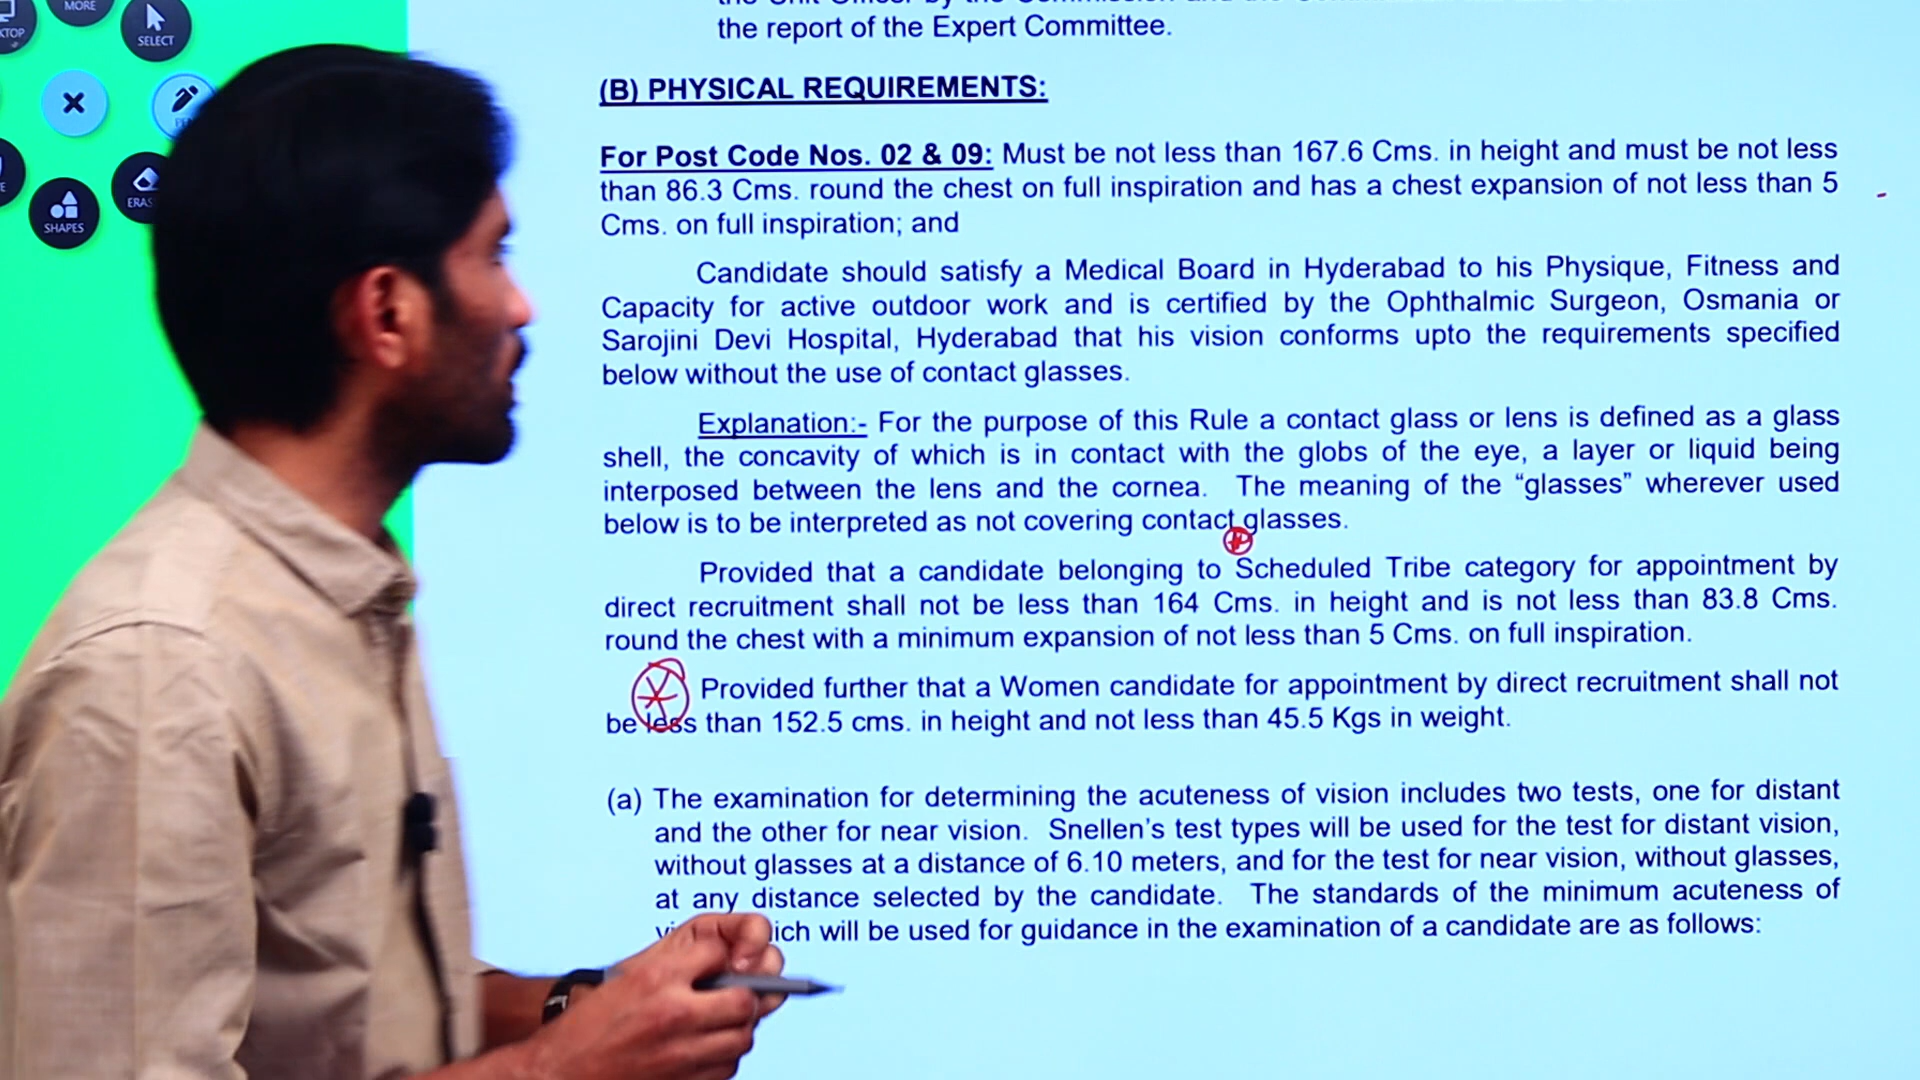 MORE
KTOP
SELECT
PEN
ERAS
SHAPES
the report of the Expert Committee.
(B) PHYSICAL REQUIREMENTS:
For Post Code Nos. 02 & 09: Must be not less than 167.6 Cms. in height and must be not less
than 86.3 Cms. round the chest on full inspiration and has a chest expansion of not less than 5
Cms. on full inspiration; and
Candidate should satisfy a Medical Board in Hyderabad to his Physique, Fitness and
Capacity for active outdoor work and is certified by the Ophthalmic Surgeon, Osmania or
Sarojini Devi Hospital, Hyderabad that his vision conforms upto the requirements specified
below without the use of contact glasses.
Explanation:- For the purpose of this Rule a contact glass or lens is defined as a glass
shell, the concavity of which is in contact with the globs of the eye, a layer or liquid being
interposed between the lens and the cornea. The meaning of the “glasses” wherever used
below is to be interpreted as not covering contact glasses.
Provided that a candidate belonging to Scheduled Tribe category for appointment by
direct recruitment shall not be less than 164 Cms. in height and is not less than 83.8 Cms.
round the chest with a minimum expansion of not less than 5 Cms. on full inspiration.
Provided further that a Women candidate for appointment by direct recruitment shall not
be less than 152.5 cms. in height and not less than 45.5 Kgs in weight.
(a) The examination for determining the acuteness of vision includes two tests, one for distant
and the other for near vision. Snellen’s test types will be used for the test for distant vision,
without glasses at a distance of 6.10 meters, and for the test for near vision, without glasses,
at any distance selected by the candidate. The standards of the minimum acuteness of
will be used for guidance in the examination of a candidate are as follows: